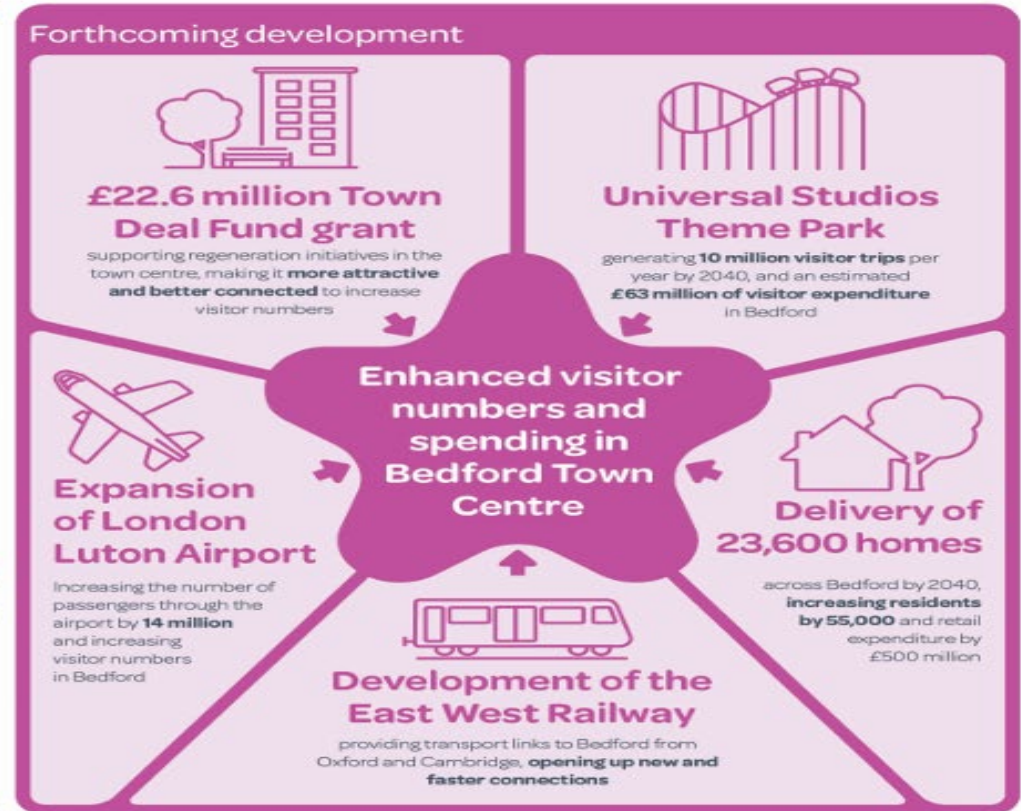 Forthcoming development
£22.6 million Town
Deal Fund grant
supporting regeneration initiatives in the
town centre, making it more attractive
and better connected to increase
visitor numbers
Universal Studios
Theme Park
generating 10 million visitor trips per
year by 2040, and an estimated
£63 million of visitor expenditure
in Bedford
Enhanced visitor
numbers and
spending in
Bedford Town
Centre
Expansion
of London
Luton Airport
Increasing the number of
passengers through the
airport by 14 million
and increasing
visitor numbers
in Bedford
Delivery of
23,600 homes
across Bedford by 2040,
increasing residents
by 55,000 and retail
expenditure by
£500 million
Development of the
East West Railway
providing transport links to Bedford from
Oxford and Cambridge, opening up new and
faster connections